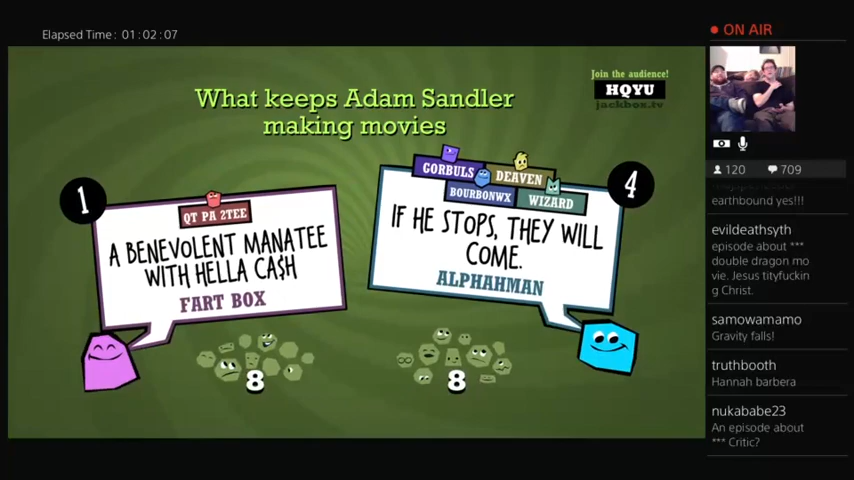 Elapsed Time: 01:02:07
ON AIR
Join the audience!
HQYU
jackbox.tv
What keeps Adam Sandler
making movies
1
QT PA 2TEE
A BENEVOLENT MANATEE
WITH HELLA CA$H
FART BOX
8
GORBULS
DEAVEN
BOURBONWX
WIZARD
4
IF HE STOPS, THEY WILL
COME.
ALPHAHMAN
8
120
709
earthbound yes!!!
evildeathsyth
episode about ***
double dragon mo
vie. Jesus tityfuckin
g Christ.
samowamamo
Gravity falls!
truthbooth
Hannah barbera
nukababe23
An episode about
*** Critic?